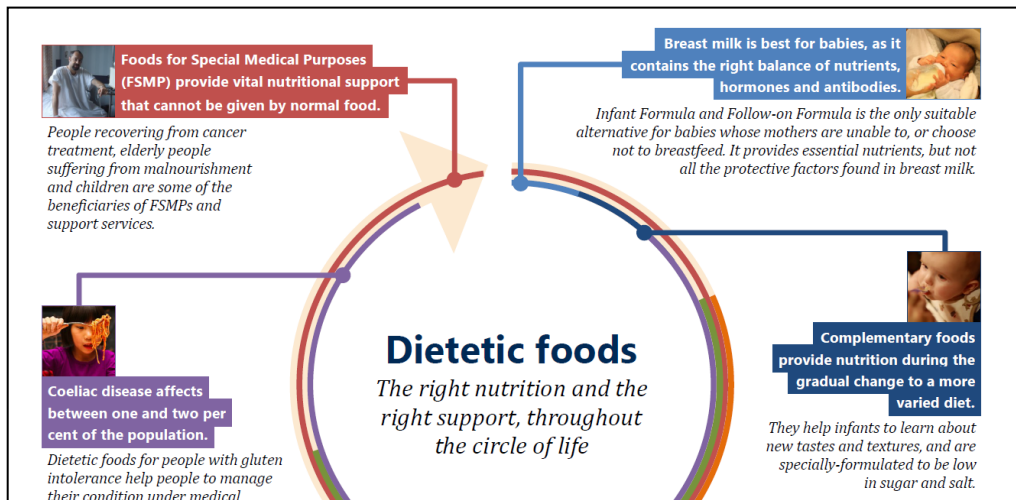 Foods for Special Medical Purposes
(FSMP) provide vital nutritional support
that cannot be given by normal food.
People recovering from cancer
treatment, elderly people
suffering from malnourishment
and children are some of the
beneficiaries of FSMPs and
support services.
Breast milk is best for babies, as it
contains the right balance of nutrients,
hormones and antibodies.
Infant Formula and Follow-on Formula is the only suitable
alternative for babies whose mothers are unable to, or choose
not to breastfeed. It provides essential nutrients, but not
all the protective factors found in breast milk.
Coeliac disease affects
between one and two per
cent of the population.
Dietetic foods for people with gluten
intolerance help people to manage
their condition under medical
Dietetic foods
The right nutrition and the
right support, throughout
the circle of life
Complementary foods
provide nutrition during the
gradual change to a more
varied diet.
They help infants to learn about
new tastes and textures, and are
specially-formulated to be low
in sugar and salt.